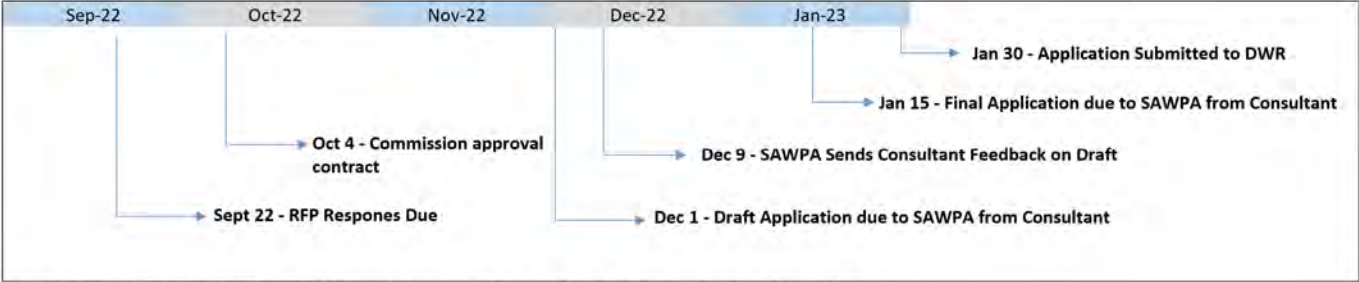 Sep-22 Oct-22 Nov-22 Dec-22 Jan-23
Jan 30 - Application Submitted to DWR
Jan 15 - Final Application due to SAWPA from Consultant
Oct 4 - Commission approval
contract
Dec 9 - SAWPA Sends Consultant Feedback on Draft
Sept 22 - RFP Respones Due
Dec 1 - Draft Application due to SAWPA from Consultant